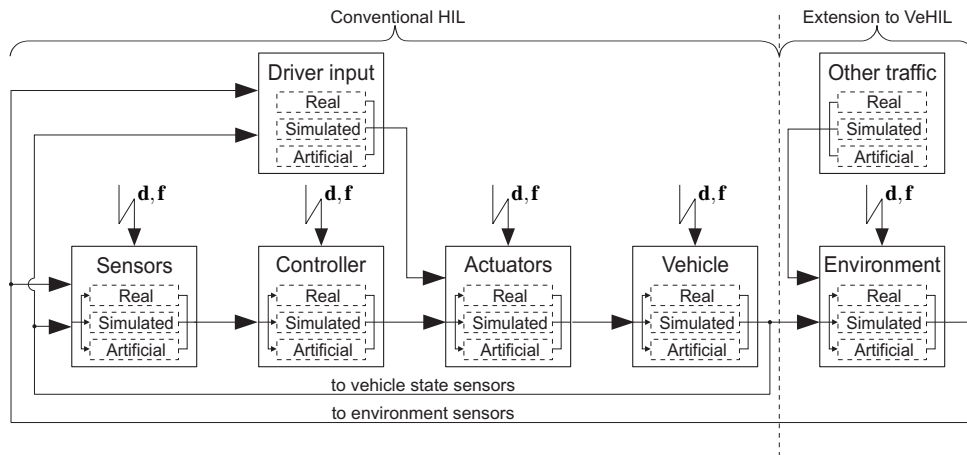 Conventional HIL
Extension to VeHIL
Driver input
Real
Simulated
Artificial
Other traffic
Real
Simulated
Artificial
d, f
d, f
d, f
d, f
d, f
Sensors
Real
Simulated
Artificial
Controller
Real
Simulated
Artificial
Actuators
Real
Simulated
Artificial
Vehicle
Real
Simulated
Artificial
Environment
Real
Simulated
Artificial
to vehicle state sensors
to environment sensors